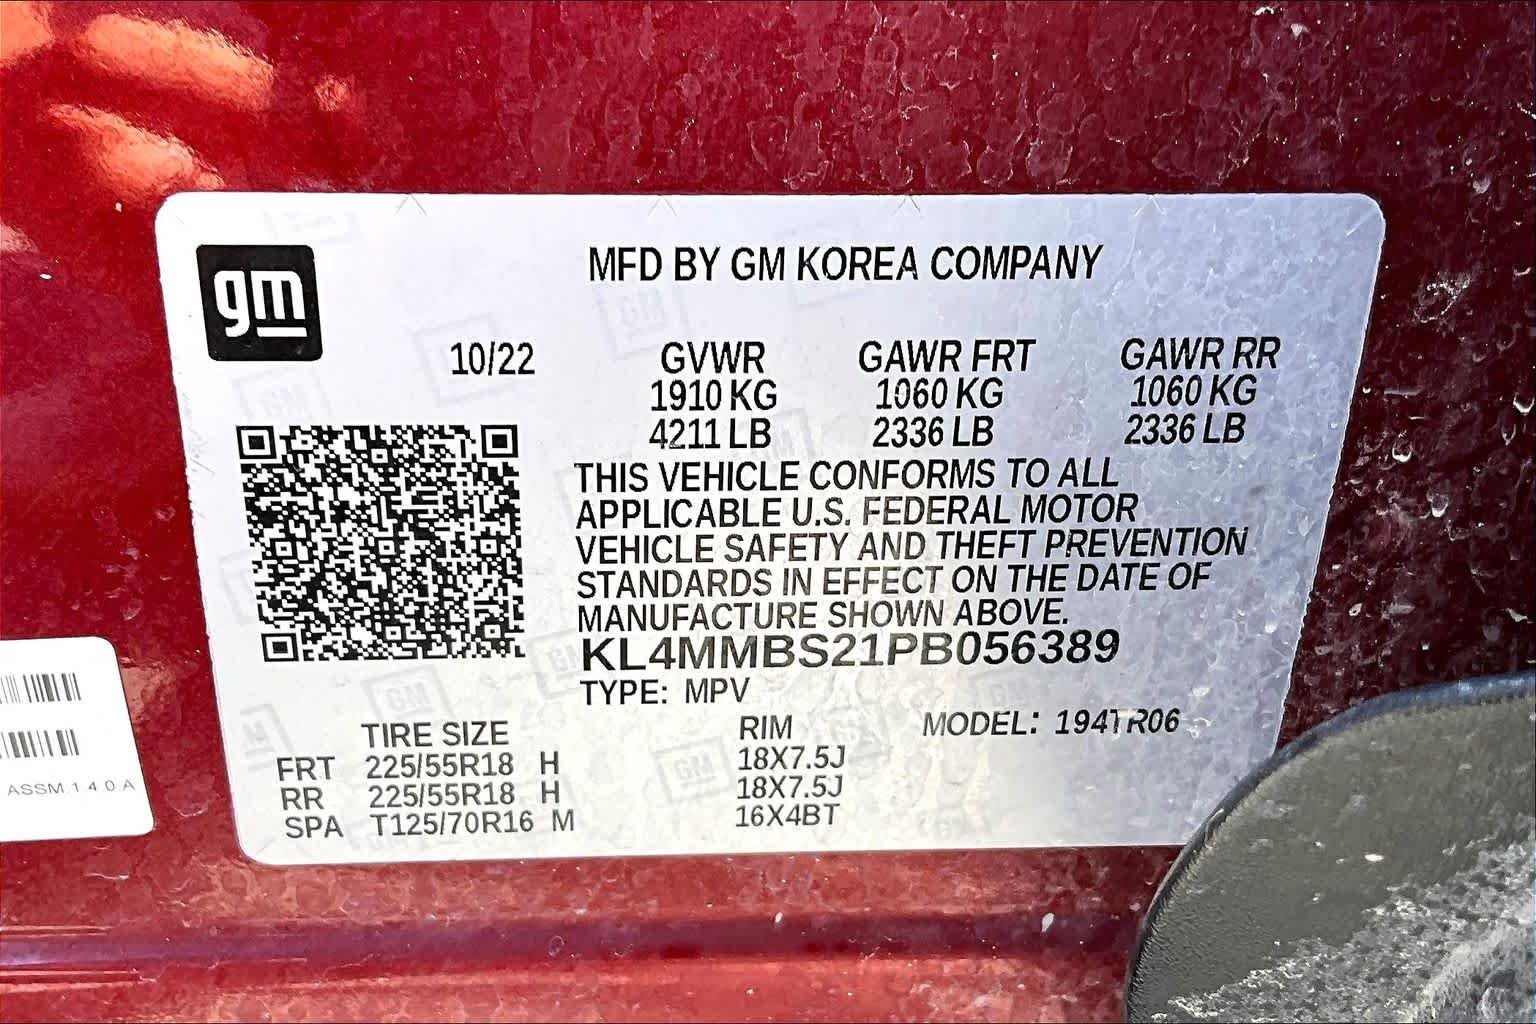 gm
MFD BY GM KOREA COMPANY
10/22 GVWR GAWR FRT GAWR RR
1910 KG 1060 KG 1060 KG
4211 LB 2336 LB 2336 LB
THIS VEHICLE CONFORMS TO ALL
APPLICABLE U.S. FEDERAL MOTOR
VEHICLE SAFETY AND THEFT PREVENTION
STANDARDS IN EFFECT ON THE DATE OF
MANUFACTURE SHOWN ABOVE.
KL4MMBS21PB056389
TYPE: MPV
TIRE SIZE RIM MODEL: 194TR06
FRT 225/55R18 H 18X7.5J
RR 225/55R18 H 18X7.5J
SPA T125/70R16 M 16X4BT
ASSM 1 4 0 A